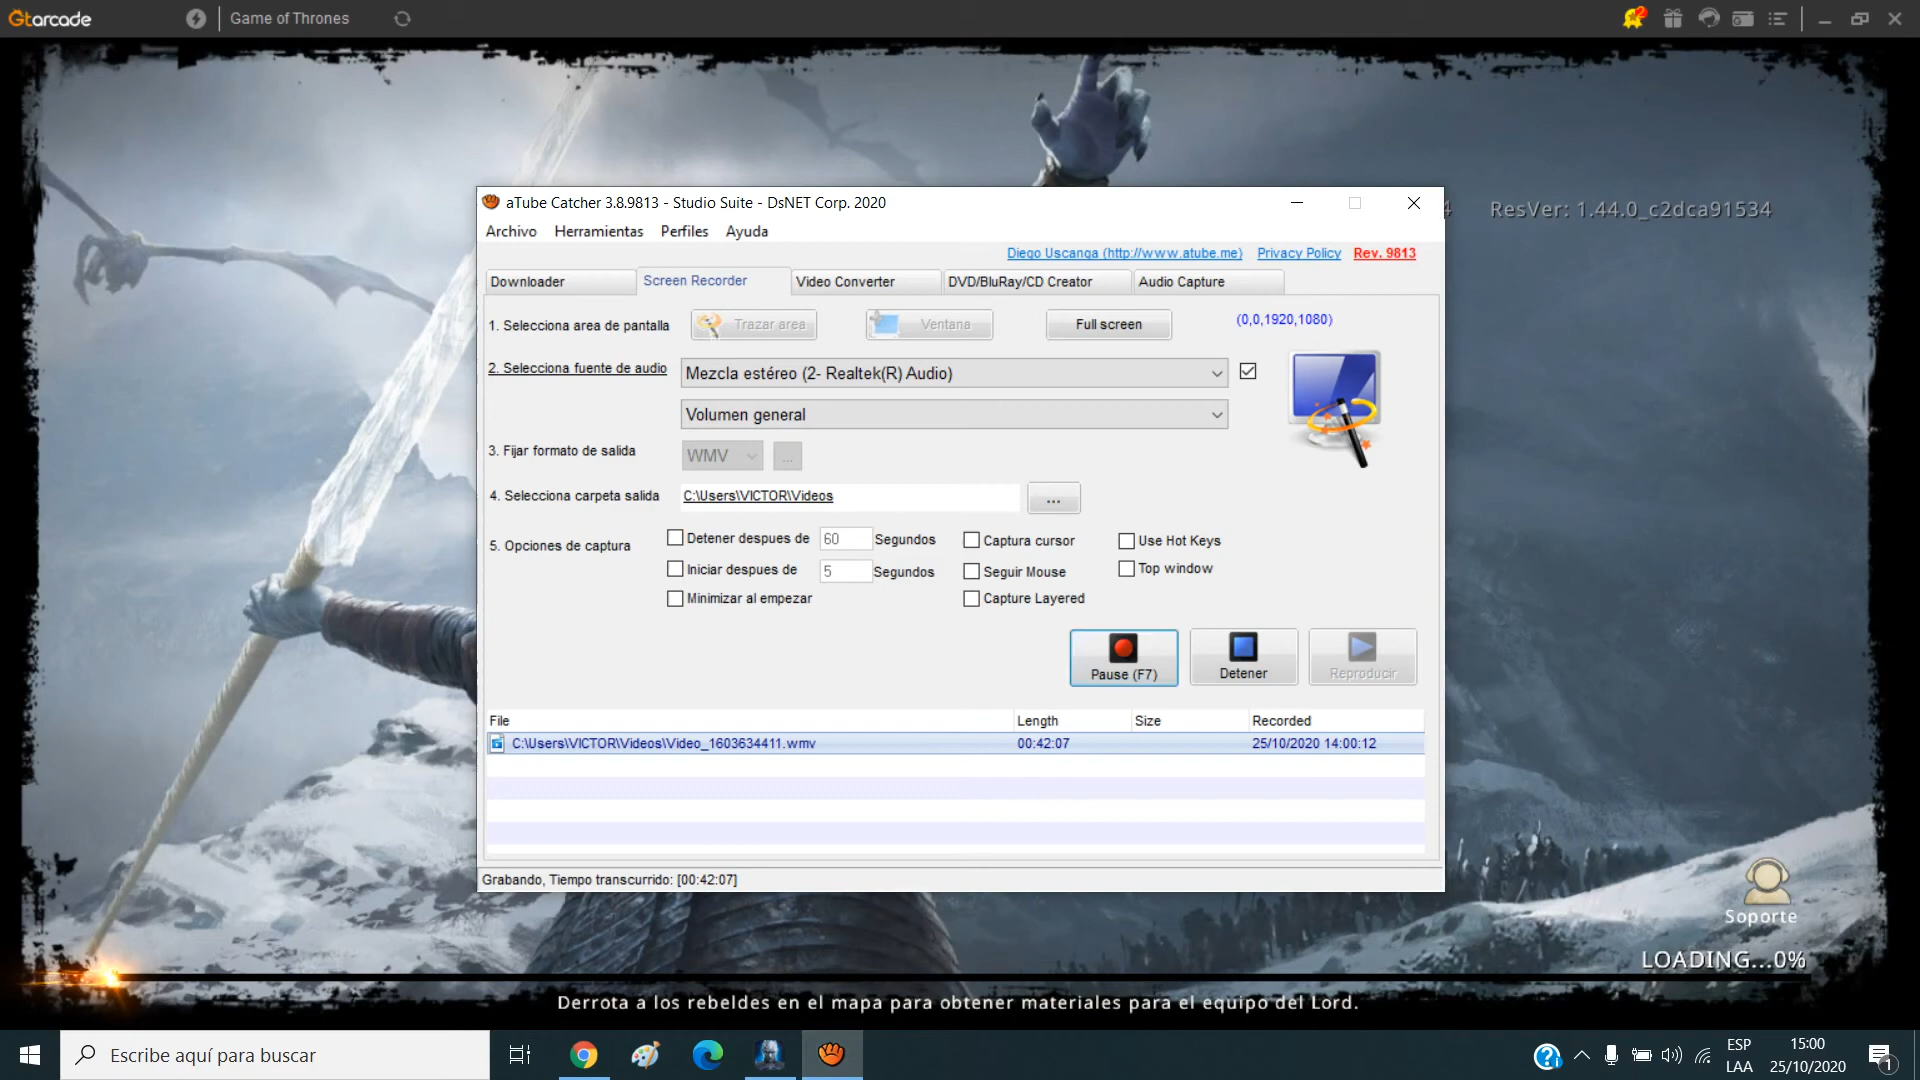 Gtarcade
Game of Thrones
2
4 ResVer: 1.44.0_c2dca91534
aTube Catcher 3.8.9813 - Studio Suite - DsNET Corp. 2020
Archivo Herramientas Perfiles Ayuda
Diego Uscanga (http://www.atube.me) Privacy Policy Rev. 9813
Downloader Screen Recorder Video Converter DVD/BluRay/CD Creator Audio Capture
1. Selecciona area de pantalla Trazar area Ventana Full screen (0,0,1920,1080)
2. Selecciona fuente de audio Mezcla estéreo (2- Realtek(R) Audio)
Volumen general
3. Fijar formato de salida WMV ...
4. Selecciona carpeta salida C:\Users\VICTOR\Videos ...
5. Opciones de captura
Detener despues de 60 Segundos Captura cursor Use Hot Keys
Iniciar despues de 5 Segundos Seguir Mouse Top window
Minimizar al empezar Capture Layered
Pause (F7) Detener Reproducir
File Length Size Recorded
C:\Users\VICTOR\Videos\Video_1603634411.wmv 00:42:07 25/10/2020 14:00:12
Grabando, Tiempo transcurrido: [00:42:07]
Soporte
LOADING...0%
Derrota a los rebeldes en el mapa para obtener materiales para el equipo del Lord.
Escribe aquí para buscar
ESP
LAA
15:00
25/10/2020
1